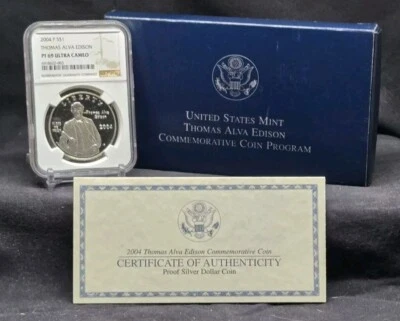 2004 P S$1
THOMAS ALVA EDISON
PF 69 ULTRA CAMEO
NGC
LIBERTY
2004
UNITED STATES MINT
THOMAS ALVA EDISON
COMMEMORATIVE COIN PROGRAM
2004 Thomas Alva Edison Commemorative Coin
CERTIFICATE OF AUTHENTICITY
Proof Silver Dollar Coin